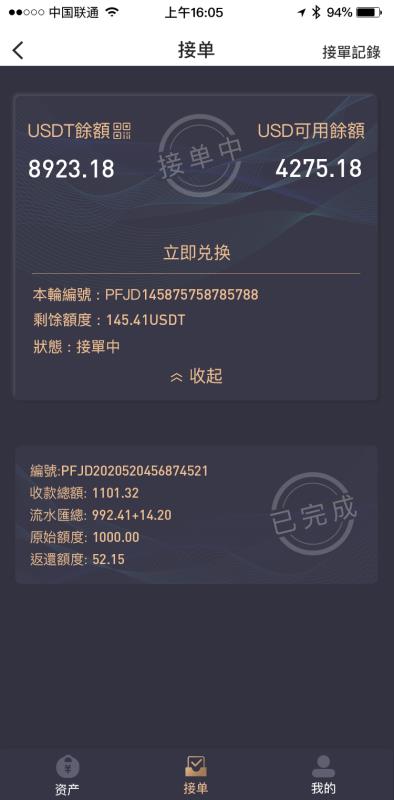 中国联通 上午16:05 94%
接单 接單記錄
USDT餘額 USD可用餘額
接单中
8923.18 4275.18
立即兑换
本輪編號：PFJD145875758785788
剩馀額度：145.41USDT
狀態：接單中
收起
編號:PFJD2020520456874521
收款總額: 1101.32
流水匯總: 992.41+14.20
原始額度: 1000.00
返還額度: 52.15
已完成
资产 接单 我的